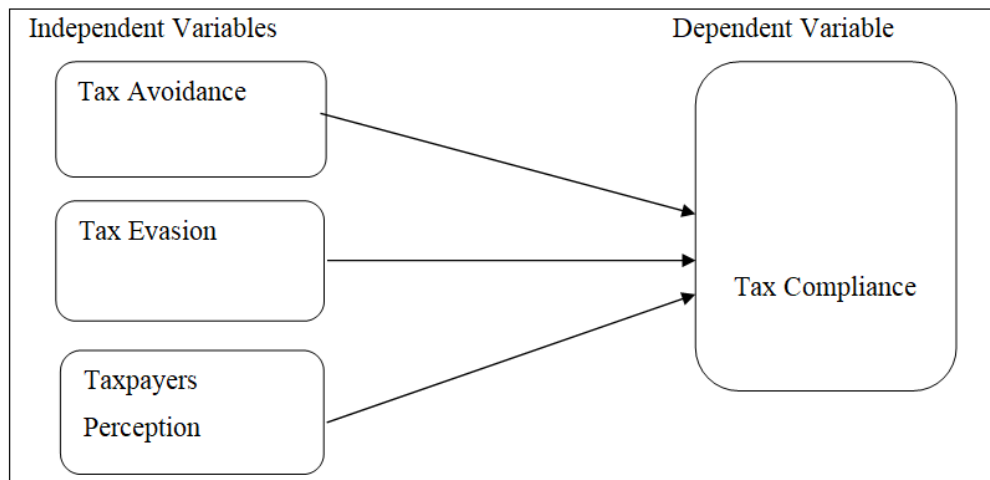 Independent Variables
Dependent Variable
Tax Avoidance
Tax Evasion
Taxpayers
Perception
Tax Compliance